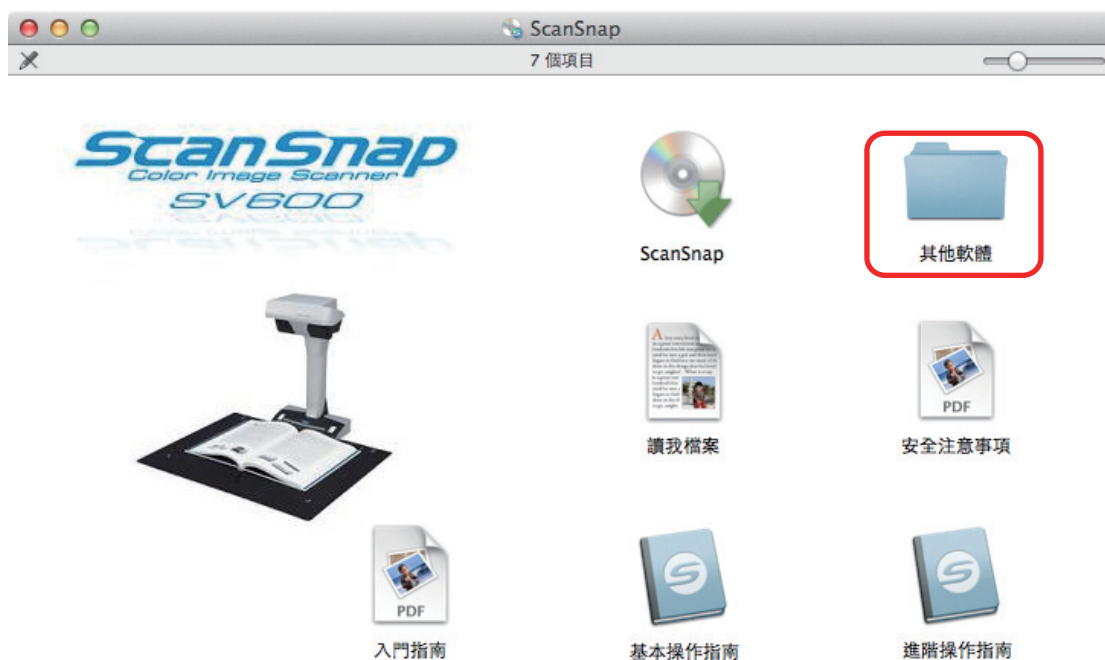 ScanSnap
7 個項目
ScanSnap
Color Image Scanner
SV600
ScanSnap
其他軟體
讀我檔案
PDF
安全注意事項
PDF
入門指南
基本操作指南
進階操作指南